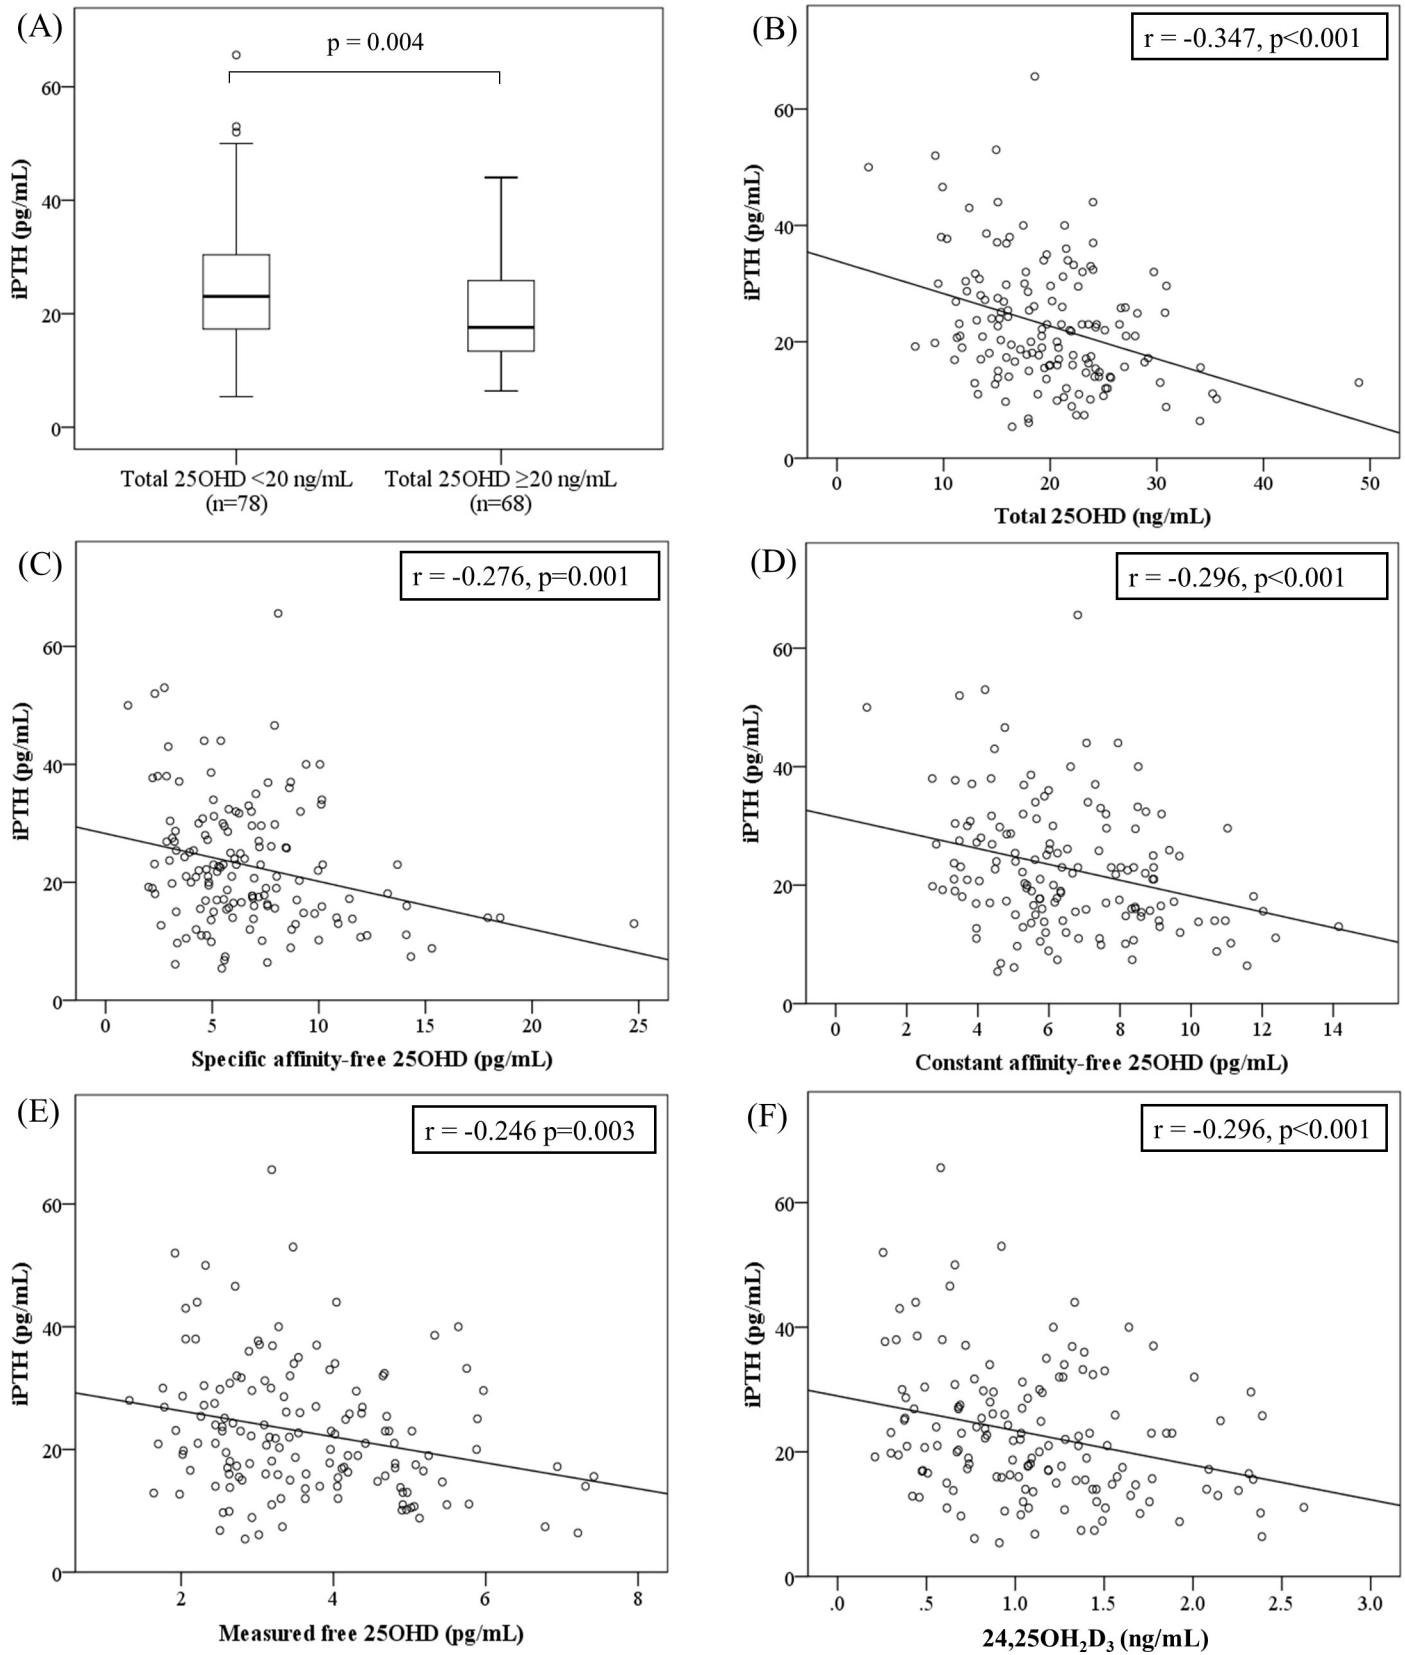 (A)
p = 0.004
60
40
20
0
iPTH (pg/mL)
Total 25OHD <20 ng/mL
(n=78)
Total 25OHD ≥20 ng/mL
(n=68)
(B)
r = -0.347, p<0.001
60
40
20
0
iPTH (pg/mL)
0 10 20 30 40 50
Total 25OHD (ng/mL)
(C)
r = -0.276, p=0.001
60
40
20
0
iPTH (pg/mL)
0 5 10 15 20 25
Specific affinity-free 25OHD (pg/mL)
(D)
r = -0.296, p<0.001
60
40
20
0
iPTH (pg/mL)
0 2 4 6 8 10 12 14
Constant affinity-free 25OHD (pg/mL)
(E)
r = -0.246 p=0.003
60
40
20
0
iPTH (pg/mL)
2 4 6 8
Measured free 25OHD (pg/mL)
(F)
r = -0.296, p<0.001
60
40
20
0
iPTH (pg/mL)
.0 .5 1.0 1.5 2.0 2.5 3.0
24,25OH₂D₃ (ng/mL)